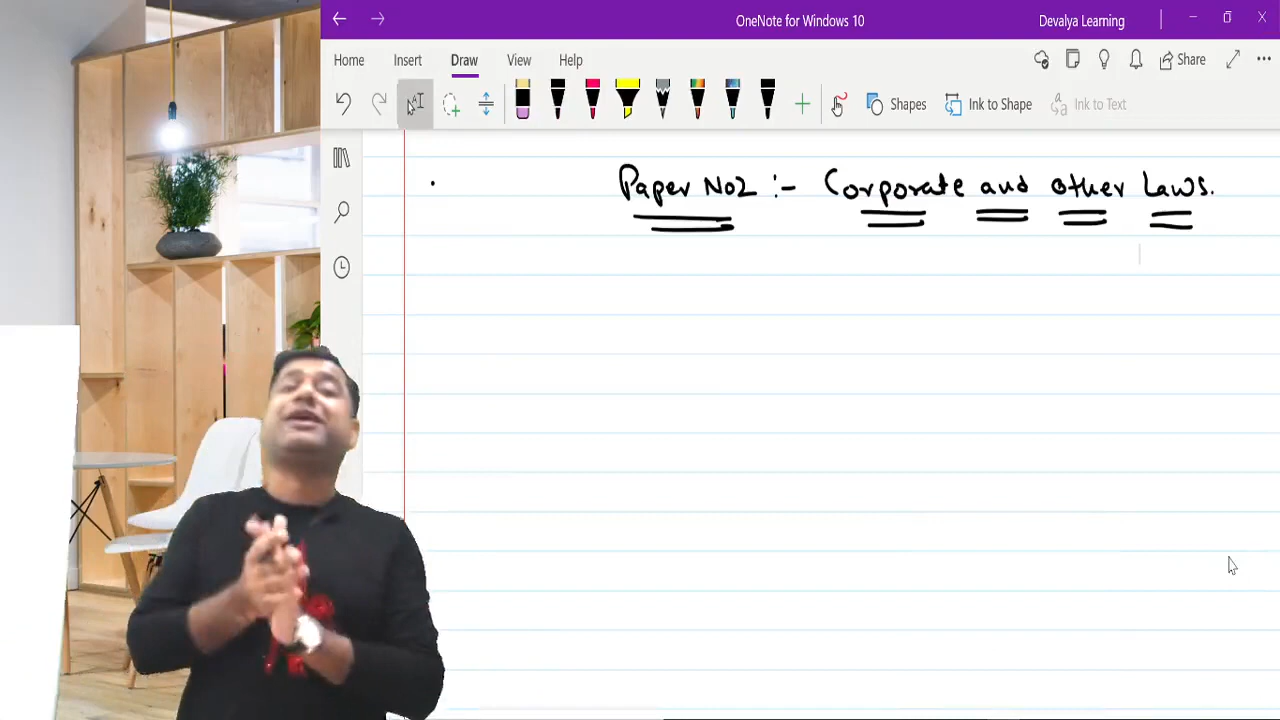 OneNote for Windows 10
Devalya Learning
Home Insert Draw View Help
Share
Shapes
Ink to Shape
Ink to Text
Paper No2 :- Corporate and other Laws.